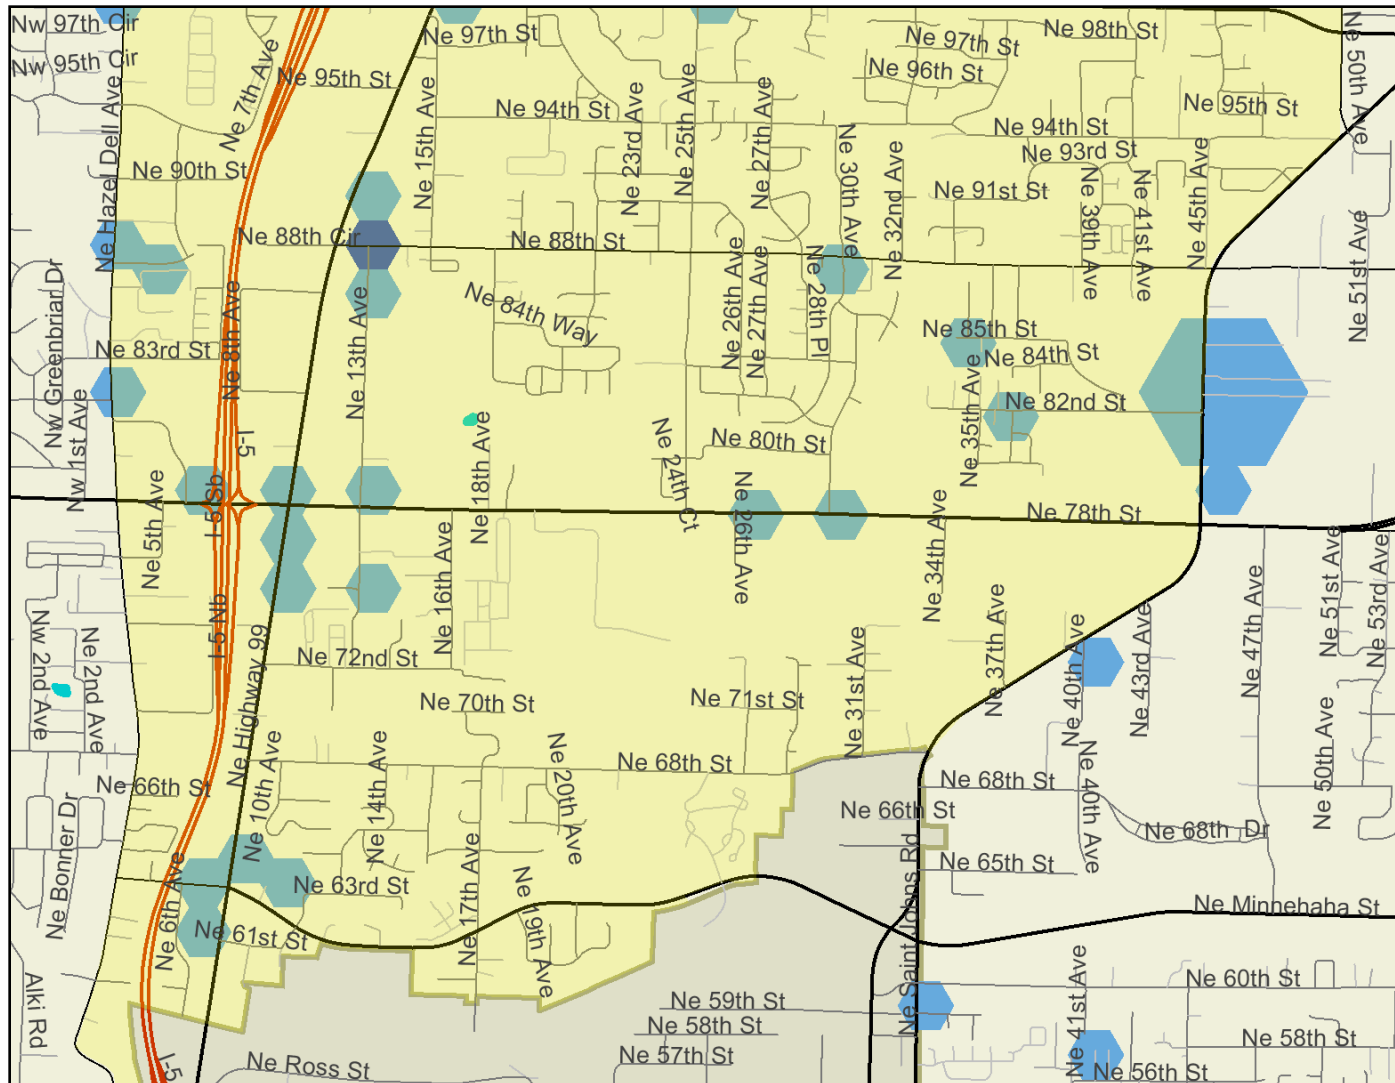 Nw 97th Cir
Ne 97th St
Ne 97th St
Ne 98th St
Ne 50th Ave
Nw 95th Cir
Ne 7th Ave
Ne 95th St
Ne 96th St
Ne 95th St
Ne Hazel Dell Ave
Ne 15th Ave
Ne 94th St
Ne 23rd Ave
Ne 25th Ave
Ne 27th Ave
Ne 30th Ave
Ne 32nd Ave
Ne 94th St
Ne 93rd St
Ne 90th St
Ne 91st St
Ne 39th Ave
Ne 41st Ave
Ne 45th Ave
Ne 88th Cir
Ne 88th St
Ne 51st Ave
Nw Greenbriar Dr
Ne 8th Ave
Ne 13th Ave
Ne 84th Way
Ne 26th Ave
Ne 27th Ave
Ne 28th Pl
Ne 85th St
Ne 84th St
Ne 83rd St
Nw 1st Ave
Ne 35th Ave
Ne 82nd St
I-5
Ne 18th Ave
Ne 24th Ct
Ne 80th St
Ne 5th Ave
I-5 Sb
Ne 26th Ave
Ne 34th Ave
Ne 78th St
Ne 16th Ave
Ne 51st Ave
Ne 53rd Ave
Nw 2nd Ave
Ne 2nd Ave
I-5 Nb
Ne Highway 99
Ne 72nd St
Ne 31st Ave
Ne 37th Ave
Ne 40th Ave
Ne 43rd Ave
Ne 47th Ave
Ne 70th St
Ne 71st St
Ne 50th Ave
Ne 66th St
Ne 10th Ave
Ne 14th Ave
Ne 20th Ave
Ne 68th St
Ne 68th St
Ne 40th Ave
Ne Bonner Dr
Ne 66th St
Ne 68th Dr
Ne 6th Ave
Ne 63rd St
Ne 17th Ave
Ne 19th Ave
Ne Saint Johns Rd
Ne 65th St
Ne 61st St
Ne Minnehaha St
Alki Rd
Ne 59th St
Ne 41st Ave
Ne 60th St
Ne 58th St
Ne 58th St
I-5
Ne Ross St
Ne 57th St
Ne 56th St